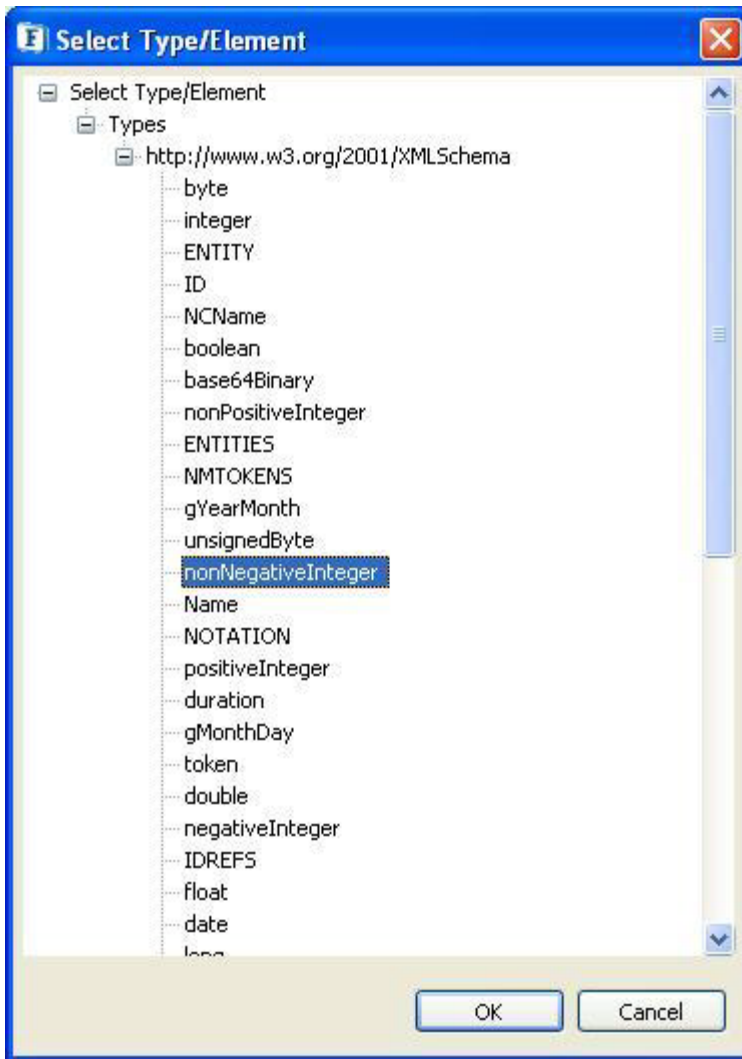 Select Type/Element
Select Type/Element
Types
http://www.w3.org/2001/XMLSchema
byte
integer
ENTITY
ID
NCName
boolean
base64Binary
nonPositiveInteger
ENTITIES
NMTOKENS
gYearMonth
unsignedByte
nonNegativeInteger
Name
NOTATION
positiveInteger
duration
gMonthDay
token
double
negativeInteger
IDREFS
float
date
long
OK Cancel